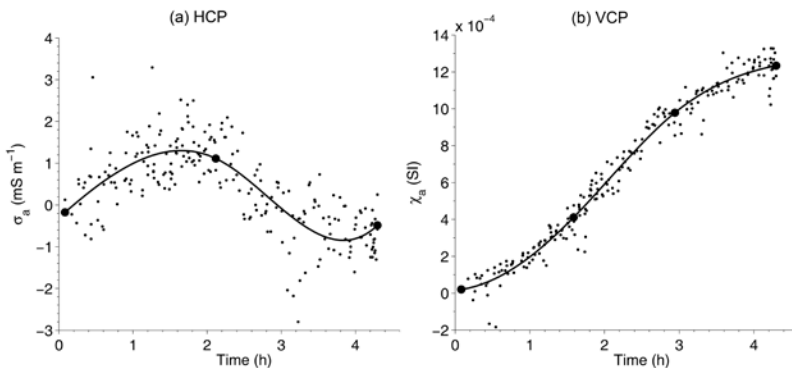 (a) HCP
4
3
2
1
0
−1
−2
−3
σa (mS m−1)
0 1 2 3 4
Time (h)
(b) VCP
x 10−4
14
12
10
8
6
4
2
0
−2
χa (SI)
0 1 2 3 4
Time (h)